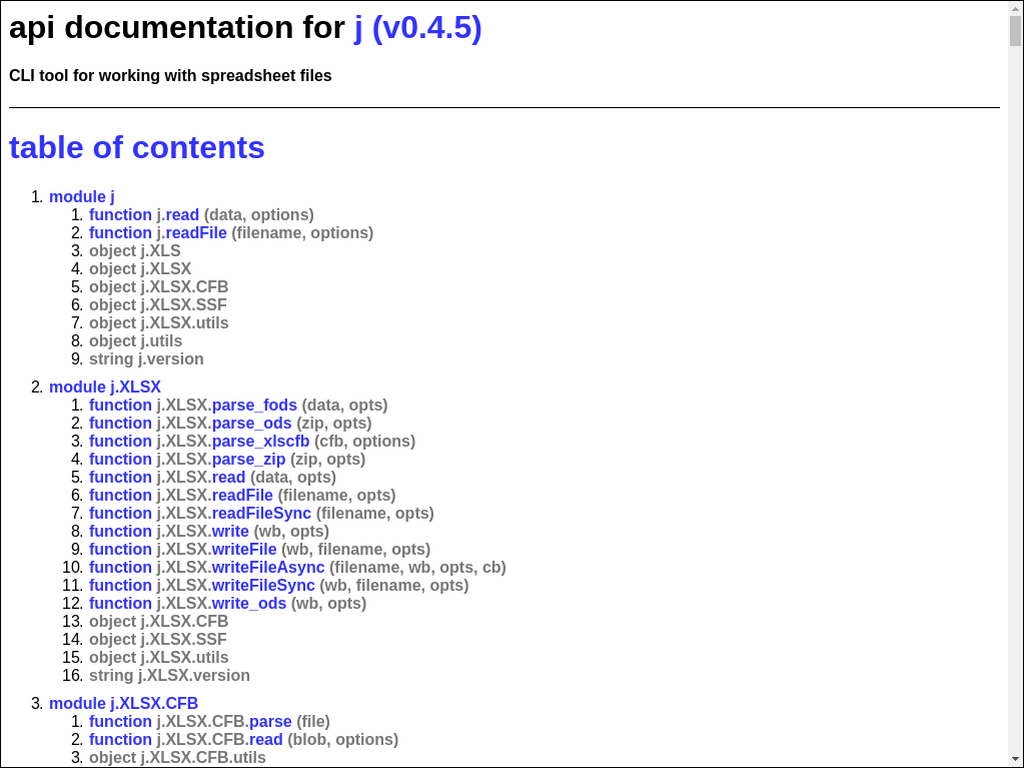 api documentation for j (v0.4.5)
CLI tool for working with spreadsheet files
table of contents
1. module j
1. function j.read (data, options)
2. function j.readFile (filename, options)
3. object j.XLS
4. object j.XLSX
5. object j.XLSX.CFB
6. object j.XLSX.SSF
7. object j.XLSX.utils
8. object j.utils
9. string j.version
2. module j.XLSX
1. function j.XLSX.parse_fods (data, opts)
2. function j.XLSX.parse_ods (zip, opts)
3. function j.XLSX.parse_xlscfb (cfb, options)
4. function j.XLSX.parse_zip (zip, opts)
5. function j.XLSX.read (data, opts)
6. function j.XLSX.readFile (filename, opts)
7. function j.XLSX.readFileSync (filename, opts)
8. function j.XLSX.write (wb, opts)
9. function j.XLSX.writeFile (wb, filename, opts)
10. function j.XLSX.writeFileAsync (filename, wb, opts, cb)
11. function j.XLSX.writeFileSync (wb, filename, opts)
12. function j.XLSX.write_ods (wb, opts)
13. object j.XLSX.CFB
14. object j.XLSX.SSF
15. object j.XLSX.utils
16. string j.XLSX.version
3. module j.XLSX.CFB
1. function j.XLSX.CFB.parse (file)
2. function j.XLSX.CFB.read (blob, options)
3. object j.XLSX.CFB.utils